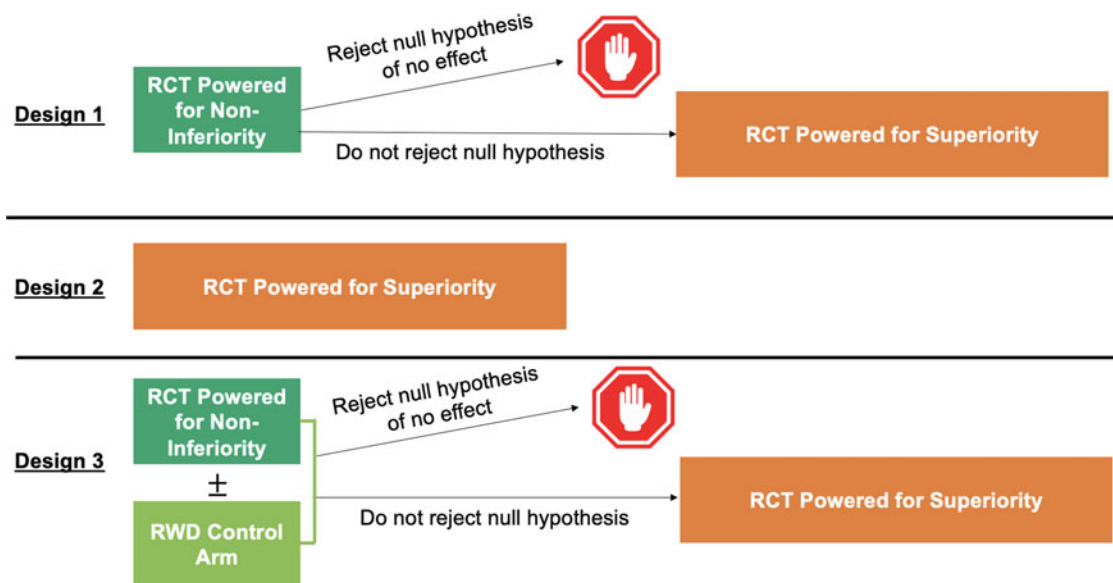 Reject null hypothesis
of no effect
Design 1
RCT Powered
for Non-
Inferiority
Do not reject null hypothesis
RCT Powered for Superiority
Design 2
RCT Powered for Superiority
Design 3
RCT Powered
for Non-
Inferiority
±
RWD Control
Arm
Reject null hypothesis
of no effect
Do not reject null hypothesis
RCT Powered for Superiority